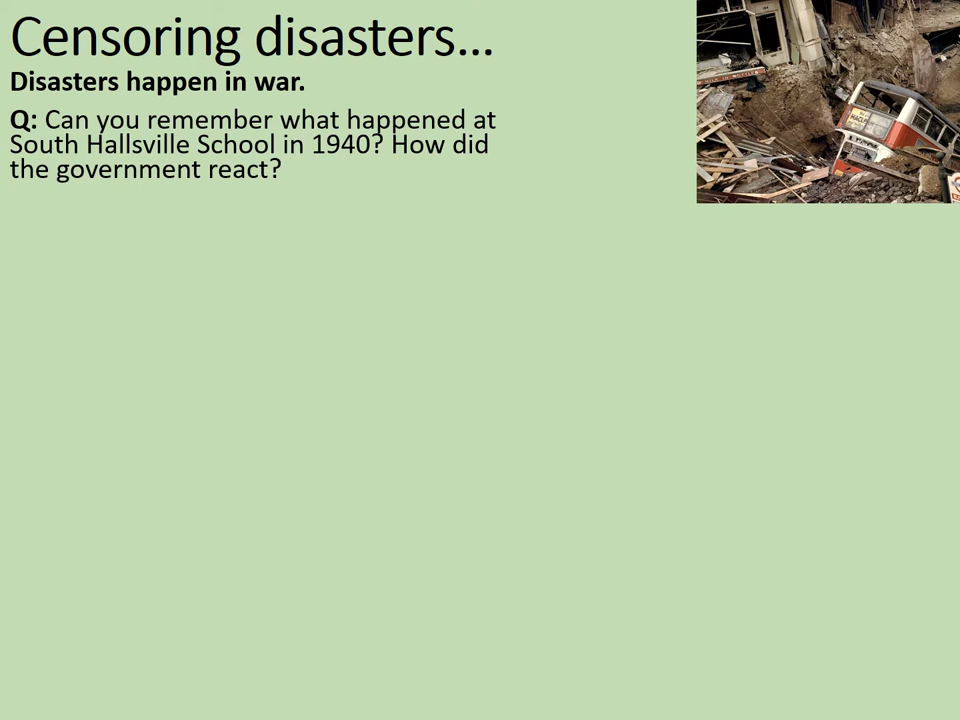 Censoring disasters...
Disasters happen in war.
Q: Can you remember what happened at
South Hallsville School in 1940? How did
the government react?